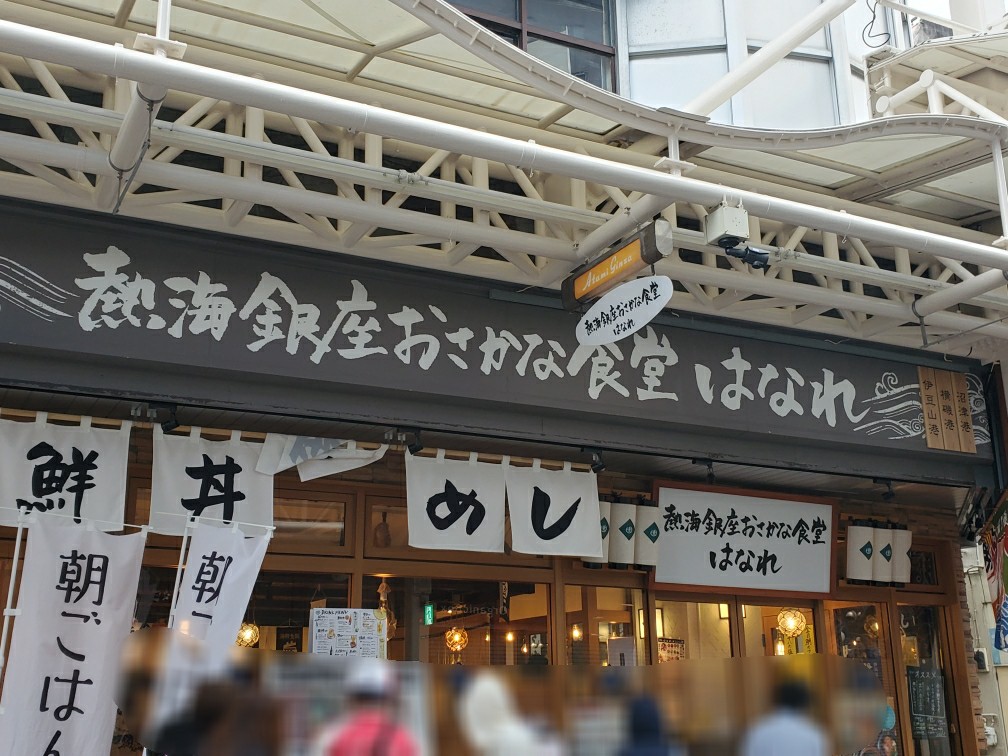 熱海銀座おさかな食堂 はなれ
沼津港
横磯港
伊豆山港
Atami Ginza
熱海銀座おさかな食堂
はなれ
鮮
丼
めし
熱海銀座おさかな食堂
はなれ
朝ごはん
朝ご